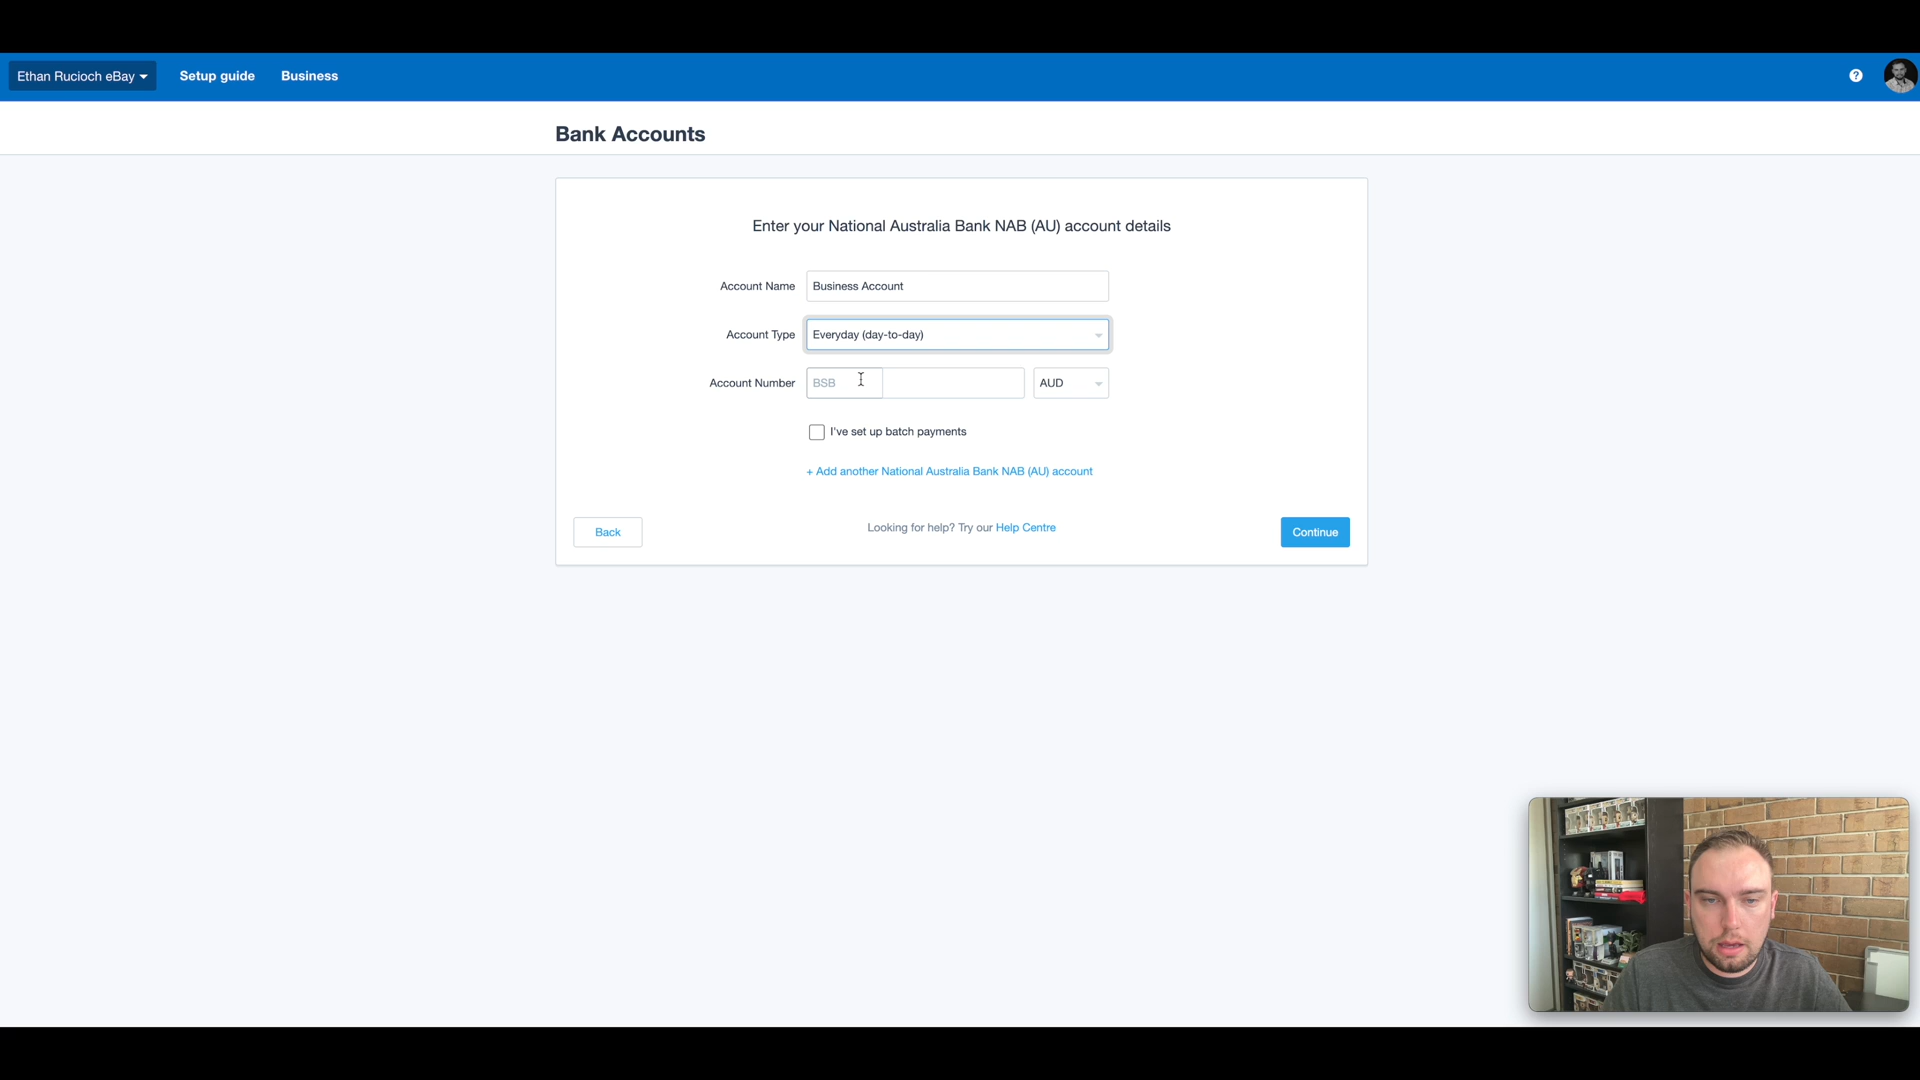 Ethan Rucioch eBay
Setup guide
Business
?
Bank Accounts
Enter your National Australia Bank NAB (AU) account details
Account Name
Business Account
Account Type
Everyday (day-to-day)
Account Number
BSB
AUD
I've set up batch payments
+ Add another National Australia Bank NAB (AU) account
Back
Looking for help? Try our Help Centre
Continue